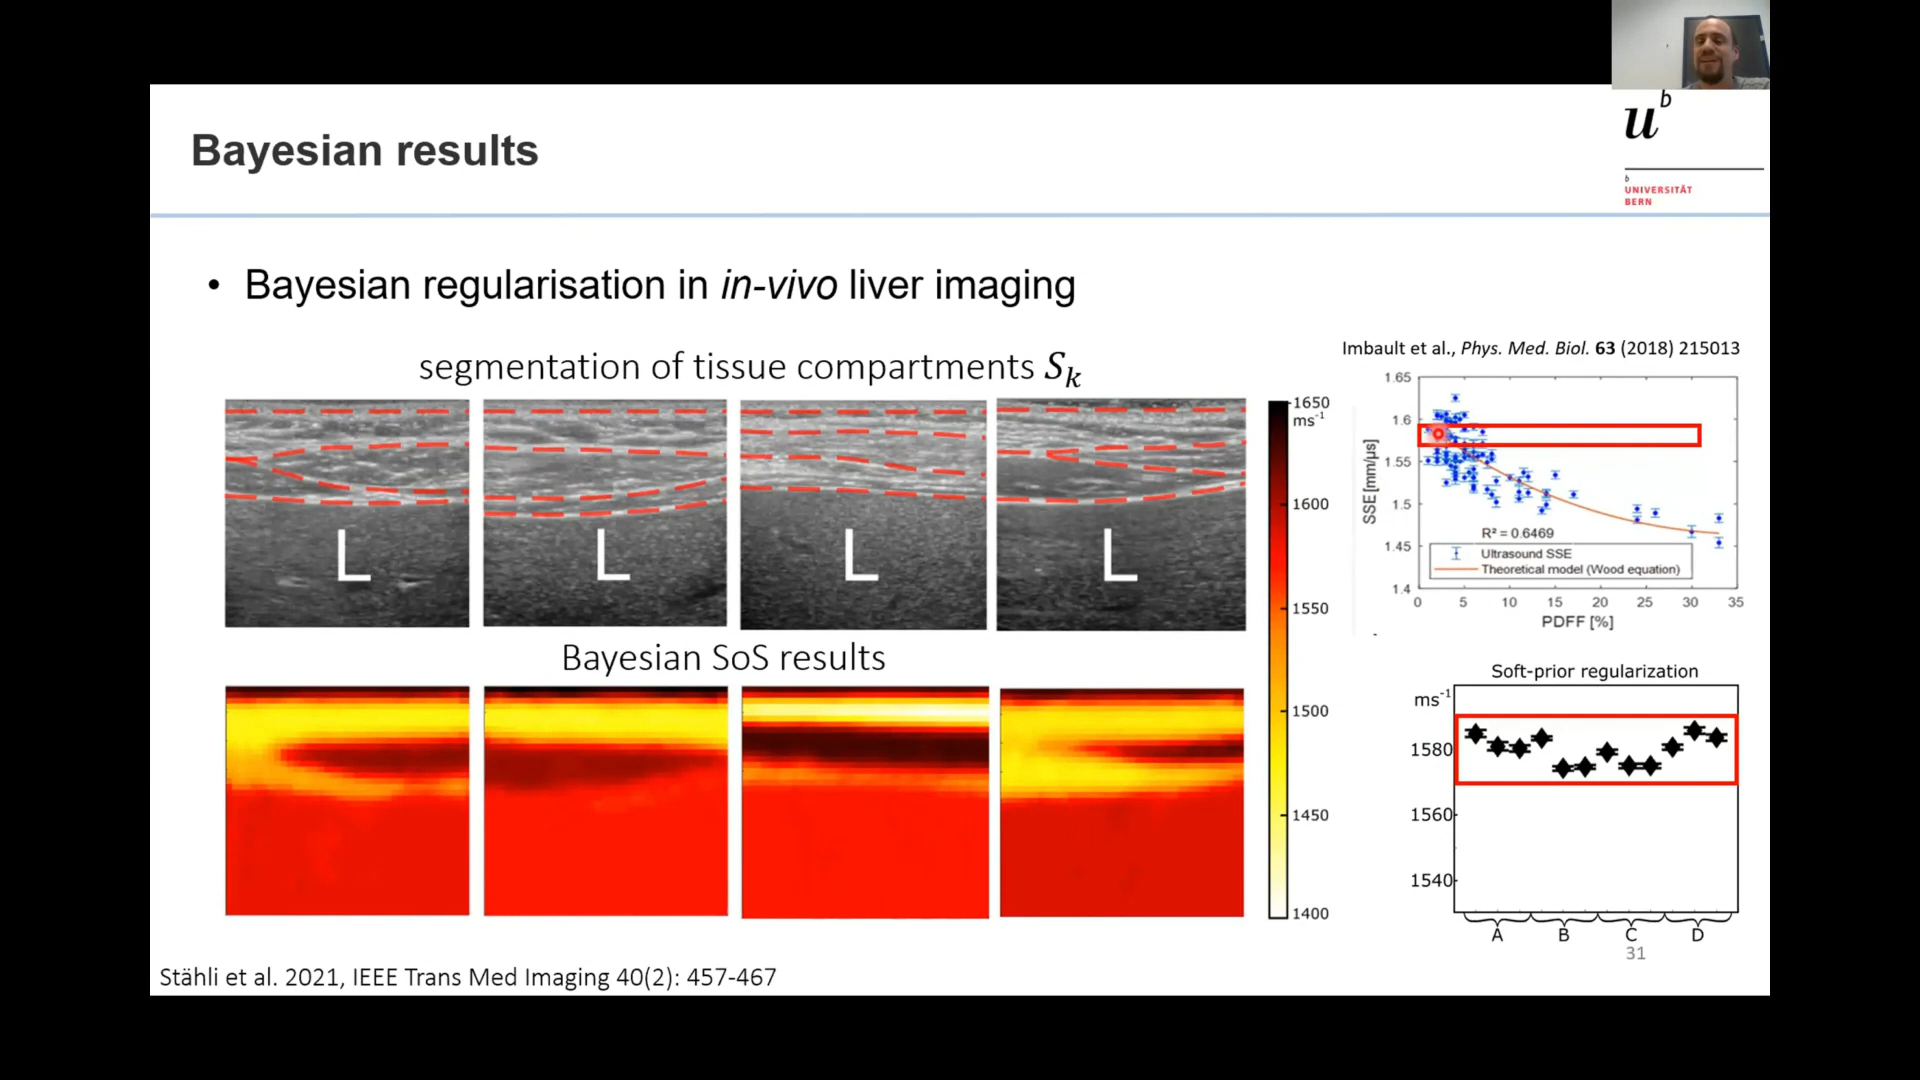 Bayesian results
u
b
b
UNIVERSITÄT
BERN
• Bayesian regularisation in in-vivo liver imaging
segmentation of tissue compartments Sk
L
L
L
L
1650
ms-1
1600
1550
1500
1450
1400
Bayesian SoS results
Imbault et al., Phys. Med. Biol. 63 (2018) 215013
1.65
1.6
1.55
1.5
1.45
1.4
SSE [mm/μs]
R² = 0.6469
Ultrasound SSE
Theoretical model (Wood equation)
0 5 10 15 20 25 30 35
PDFF [%]
Soft-prior regularization
ms-1
1580
1560
1540
A B C D
31
Stähli et al. 2021, IEEE Trans Med Imaging 40(2): 457-467